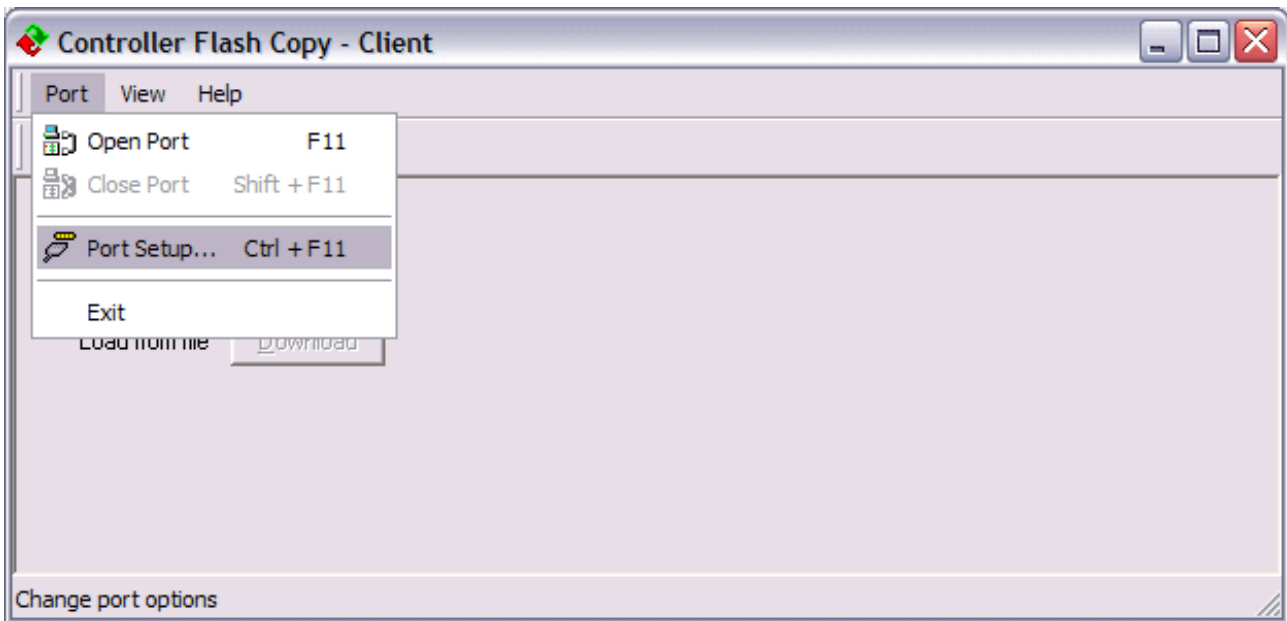 Controller Flash Copy - Client
Port View Help
Open Port F11
Close Port Shift + F11
Port Setup... Ctrl + F11
Exit
Load from file Download
Change port options